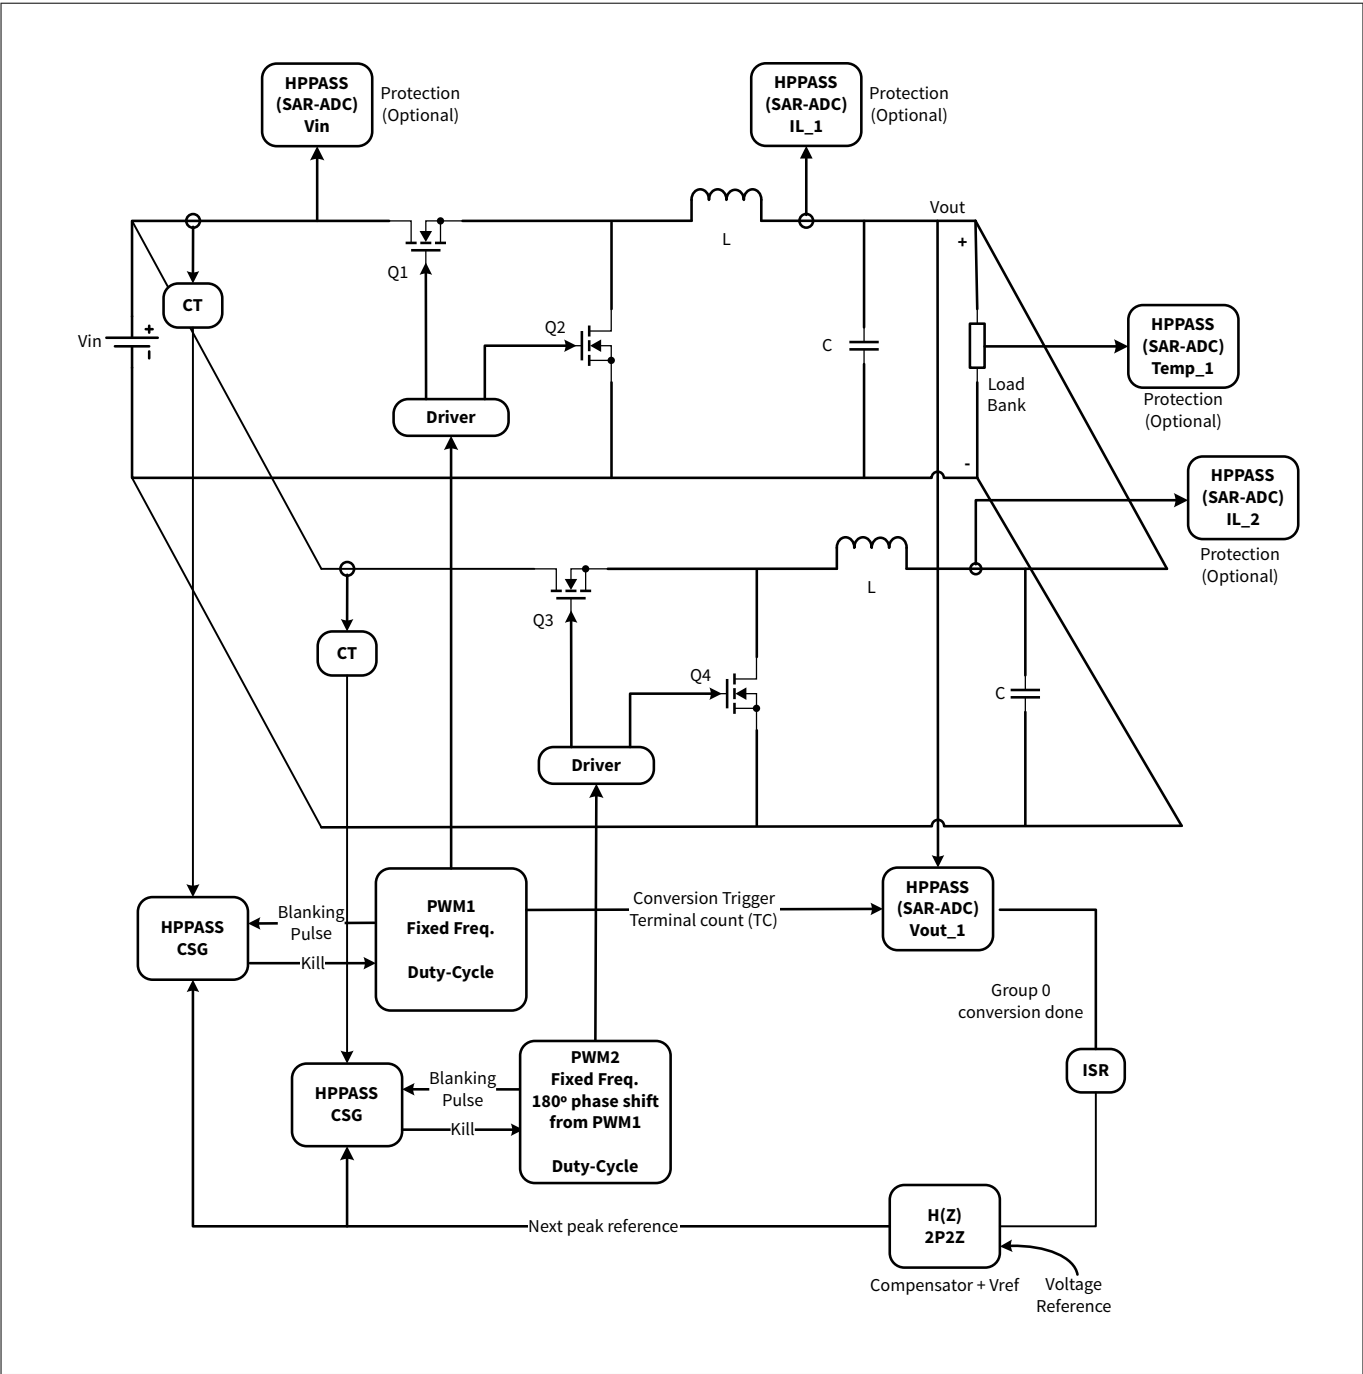 HPPASS
(SAR-ADC)
Vin
Protection
(Optional)
HPPASS
(SAR-ADC)
IL_1
Protection
(Optional)
Vout
+
L
Q1
CT
HPPASS
(SAR-ADC)
Temp_1
Protection
(Optional)
Vin
+
-
Q2
C
Load
Bank
Driver
-
HPPASS
(SAR-ADC)
IL_2
Protection
(Optional)
L
Q3
CT
Q4
C
Driver
HPPASS
CSG
Blanking
Pulse
Kill
PWM1
Fixed Freq.
Duty-Cycle
Conversion Trigger
Terminal count (TC)
HPPASS
(SAR-ADC)
Vout_1
Group 0
conversion done
ISR
HPPASS
CSG
Blanking
Pulse
Kill
PWM2
Fixed Freq.
180º phase shift
from PWM1
Duty-Cycle
Next peak reference
H(Z)
2P2Z
Compensator + Vref
Voltage
Reference